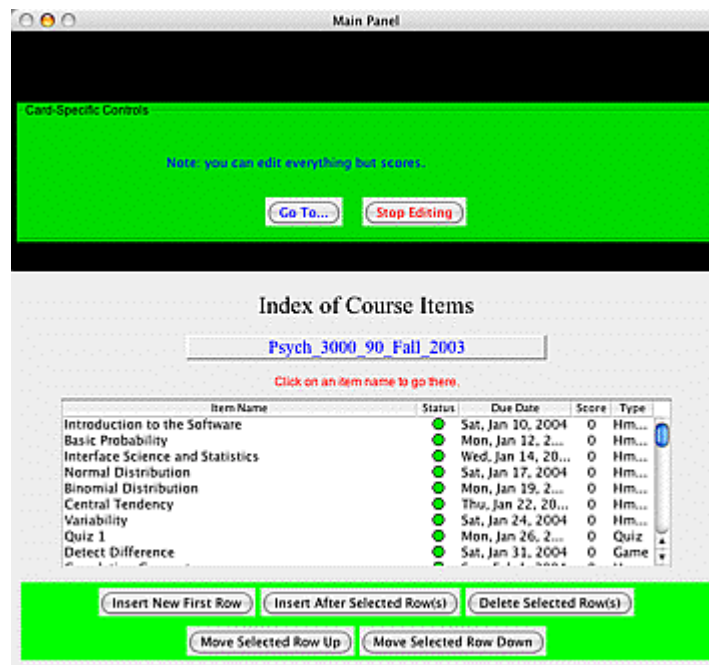 Main Panel
Card-Specific Controls
Note: you can edit everything but scores.
Go To... Stop Editing
Index of Course Items
Psych_3000_90_Fall_2003
Click on an item name to go there.
Item Name Status Due Date Score Type
Introduction to the Software Sat, Jan 10, 2004 0 Hm...
Basic Probability Mon, Jan 12, 2... 0 Hm...
Interface Science and Statistics Wed, Jan 14, 20... 0 Hm...
Normal Distribution Sat, Jan 17, 2004 0 Hm...
Binomial Distribution Mon, Jan 19, 2... 0 Hm...
Central Tendency Thu, Jan 22, 20... 0 Hm...
Variability Sat, Jan 24, 2004 0 Hm...
Quiz 1 Mon, Jan 26, 2... 0 Quiz
Detect Difference Sat, Jan 31, 2004 0 Game
Insert New First Row Insert After Selected Row(s) Delete Selected Row(s)
Move Selected Row Up Move Selected Row Down